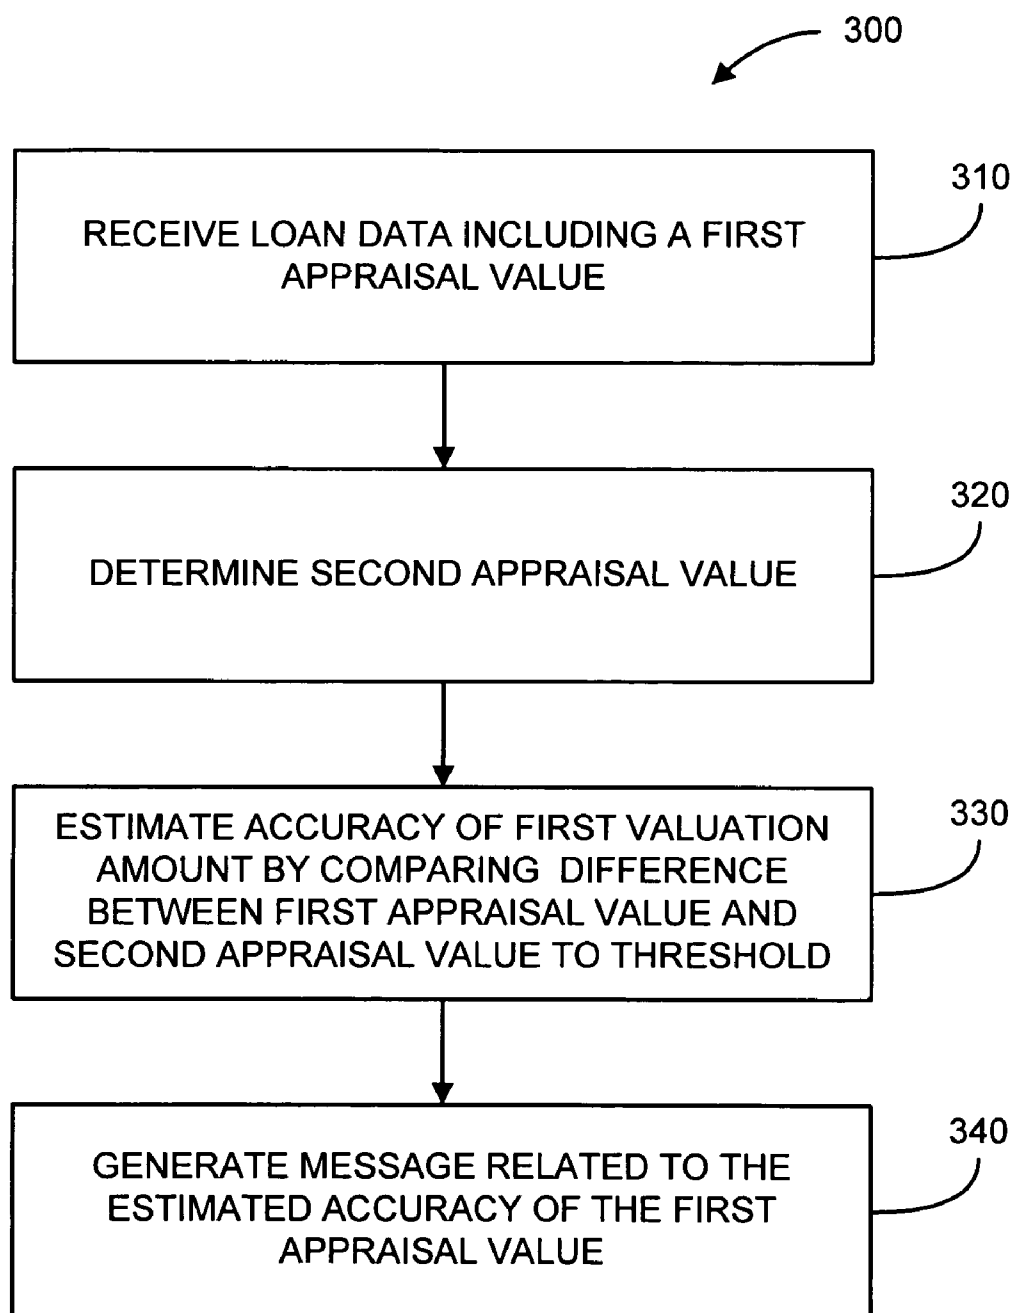 300
310
RECEIVE LOAN DATA INCLUDING A FIRST
APPRAISAL VALUE
320
DETERMINE SECOND APPRAISAL VALUE
330
ESTIMATE ACCURACY OF FIRST VALUATION
AMOUNT BY COMPARING DIFFERENCE
BETWEEN FIRST APPRAISAL VALUE AND
SECOND APPRAISAL VALUE TO THRESHOLD
340
GENERATE MESSAGE RELATED TO THE
ESTIMATED ACCURACY OF THE FIRST
APPRAISAL VALUE